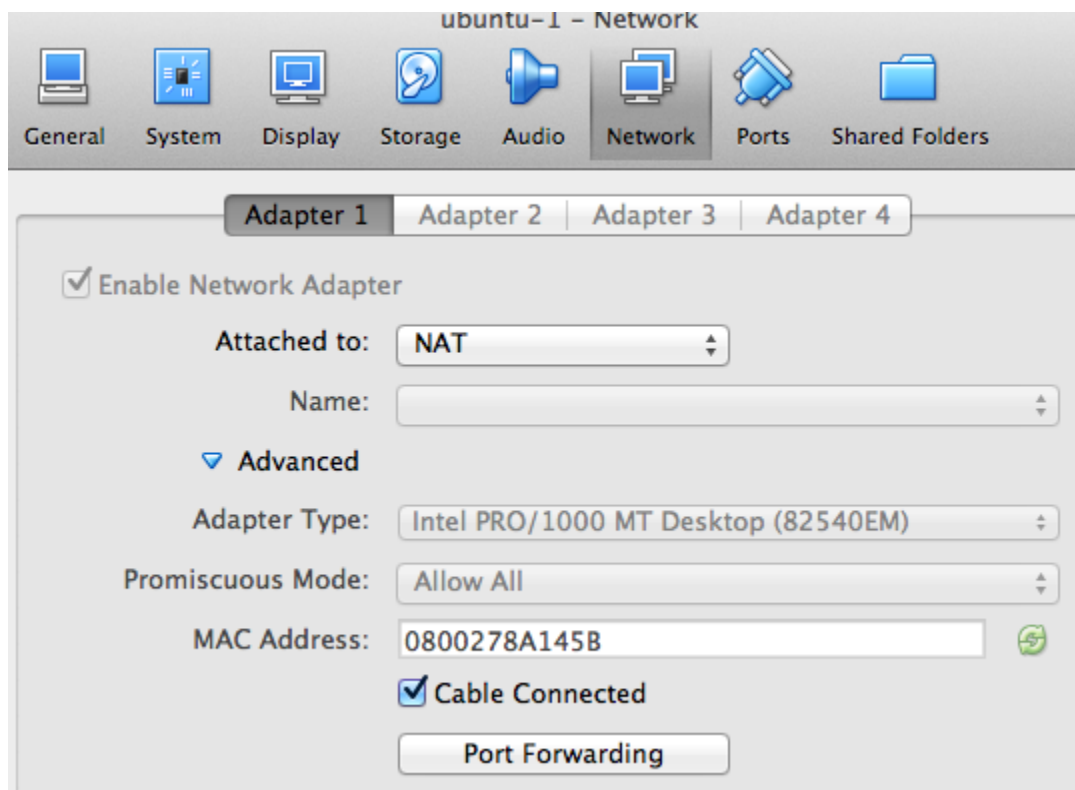 ubuntu-1 – Network
General System Display Storage Audio Network Ports Shared Folders
Adapter 1 Adapter 2 Adapter 3 Adapter 4
Enable Network Adapter
Attached to: NAT
Name:
Advanced
Adapter Type: Intel PRO/1000 MT Desktop (82540EM)
Promiscuous Mode: Allow All
MAC Address: 0800278A145B
Cable Connected
Port Forwarding